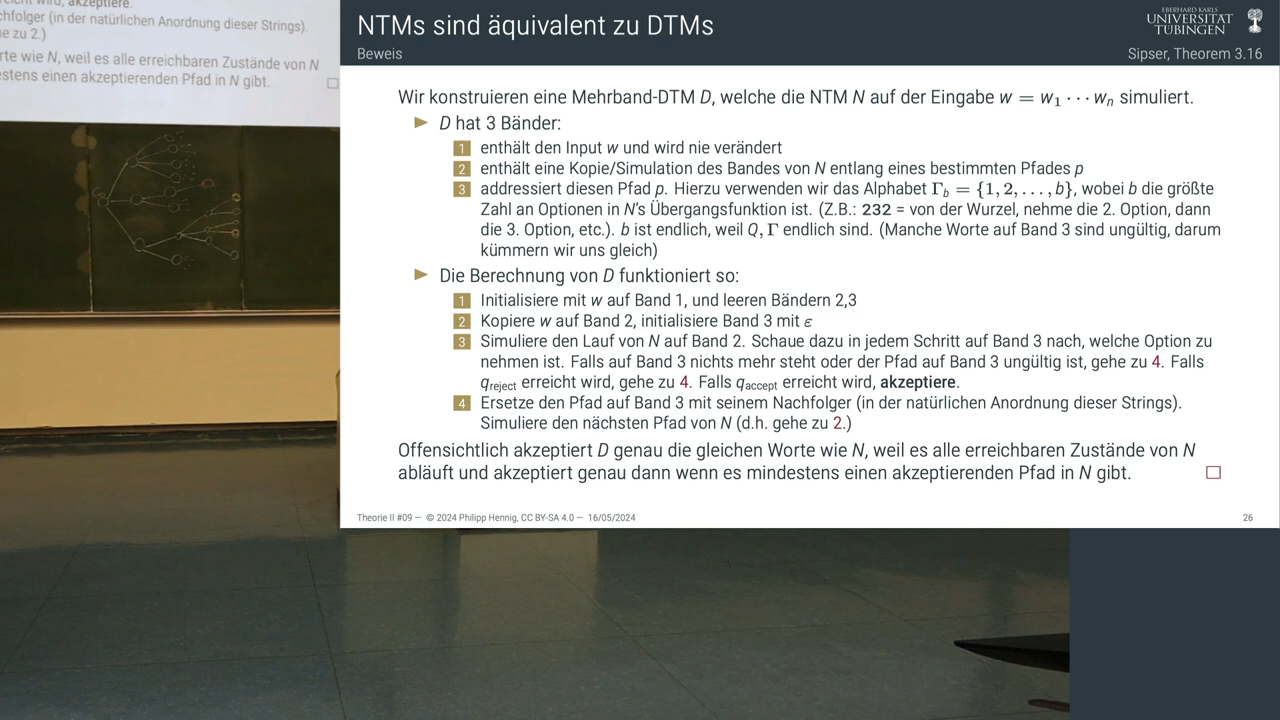 reicht wird, akzeptiere.
chfolger (in der natürlichen Anordnung dieser Strings).
e zu 2.)
rte wie N, weil es alle erreichbaren Zustände von N
estens einen akzeptierenden Pfad in N gibt.
NTMs sind äquivalent zu DTMs
Beweis
EBERHARD KARLS
UNIVERSITÄT
TÜBINGEN
Sipser, Theorem 3.16
Wir konstruieren eine Mehrband-DTM D, welche die NTM N auf der Eingabe w = w₁ ⋯ wₙ simuliert.
▶ D hat 3 Bänder:
1 enthält den Input w und wird nie verändert
2 enthält eine Kopie/Simulation des Bandes von N entlang eines bestimmten Pfades p
3 addressiert diesen Pfad p. Hierzu verwenden wir das Alphabet Γ_b = {1, 2, . . . , b}, wobei b die größte
Zahl an Optionen in N's Übergangsfunktion ist. (Z.B.: 232 = von der Wurzel, nehme die 2. Option, dann
die 3. Option, etc.). b ist endlich, weil Q, Γ endlich sind. (Manche Worte auf Band 3 sind ungültig, darum
kümmern wir uns gleich)
▶ Die Berechnung von D funktioniert so:
1 Initialisiere mit w auf Band 1, und leeren Bändern 2,3
2 Kopiere w auf Band 2, initialisiere Band 3 mit ε
3 Simuliere den Lauf von N auf Band 2. Schaue dazu in jedem Schritt auf Band 3 nach, welche Option zu
nehmen ist. Falls auf Band 3 nichts mehr steht oder der Pfad auf Band 3 ungültig ist, gehe zu 4. Falls
q_reject erreicht wird, gehe zu 4. Falls q_accept erreicht wird, akzeptiere.
4 Ersetze den Pfad auf Band 3 mit seinem Nachfolger (in der natürlichen Anordnung dieser Strings).
Simuliere den nächsten Pfad von N (d.h. gehe zu 2.)
Offensichtlich akzeptiert D genau die gleichen Worte wie N, weil es alle erreichbaren Zustände von N
abläuft und akzeptiert genau dann wenn es mindestens einen akzeptierenden Pfad in N gibt. □
Theorie II #09 — © 2024 Philipp Hennig, CC BY-SA 4.0 — 16/05/2024
26